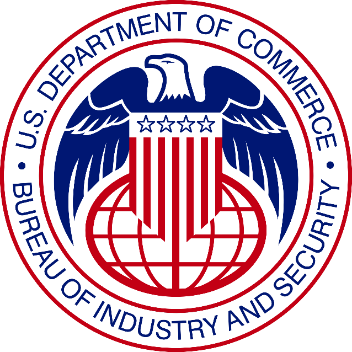 U.S. DEPARTMENT OF COMMERCE
BUREAU OF INDUSTRY AND SECURITY